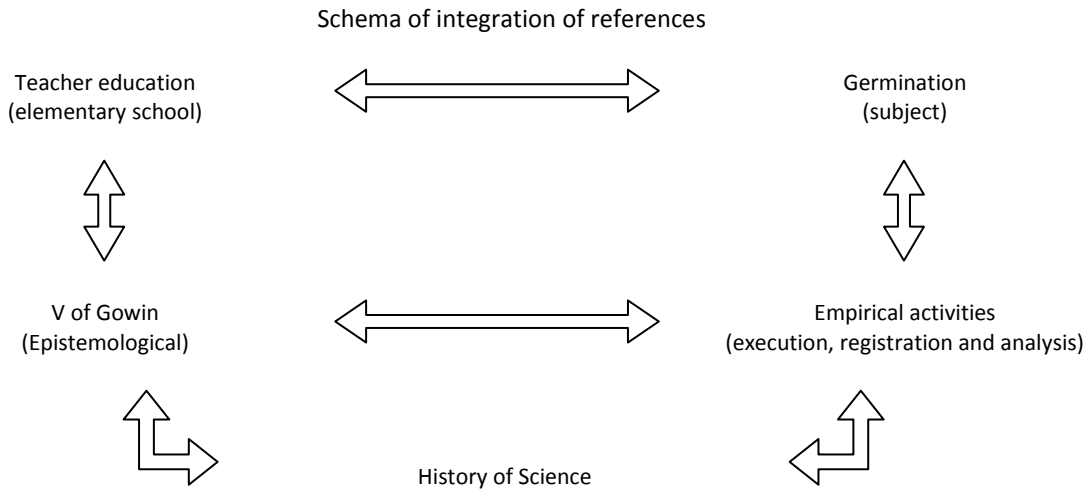 Schema of integration of references
Teacher education
(elementary school)
Germination
(subject)
V of Gowin
(Epistemological)
Empirical activities
(execution, registration and analysis)
History of Science